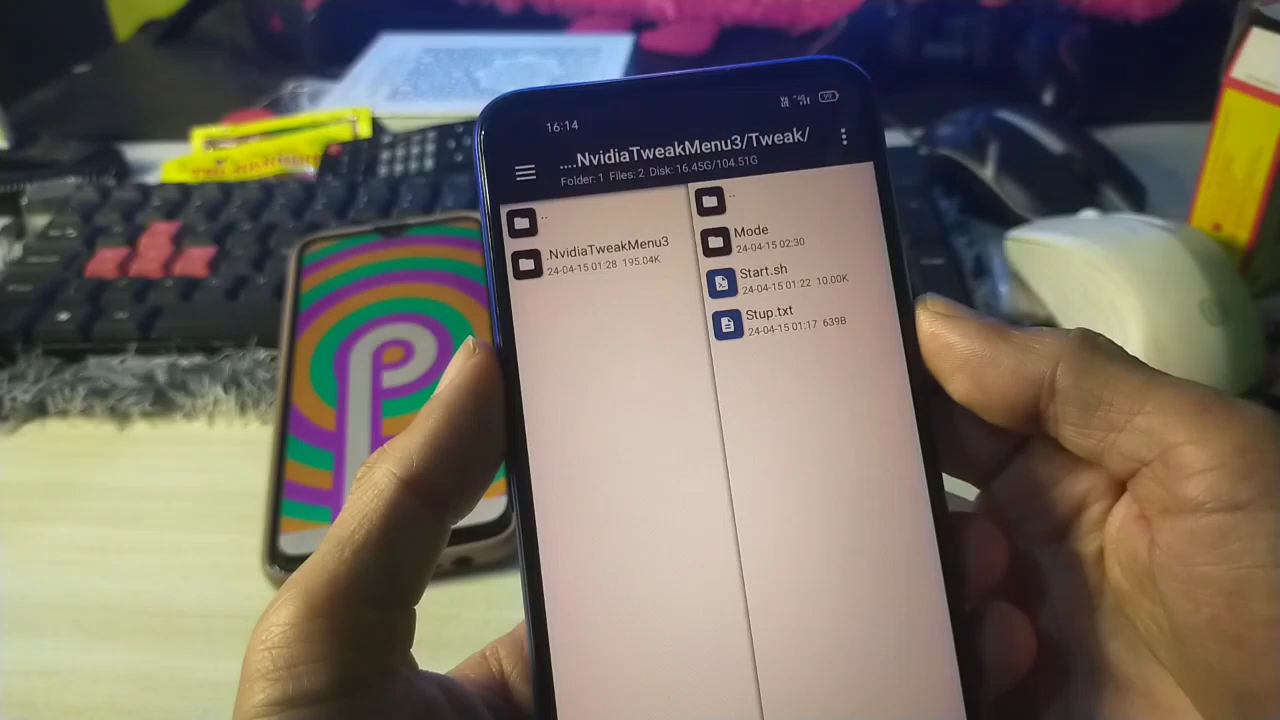 16:14
99
....NvidiaTweakMenu3/Tweak/
Folder: 1 Files: 2 Disk: 16.45G/104.51G
..
.NvidiaTweakMenu3
24-04-15 01:28 195.04K
..
Mode
24-04-15 02:30
Start.sh
24-04-15 01:22 10.00K
Stup.txt
24-04-15 01:17 639B